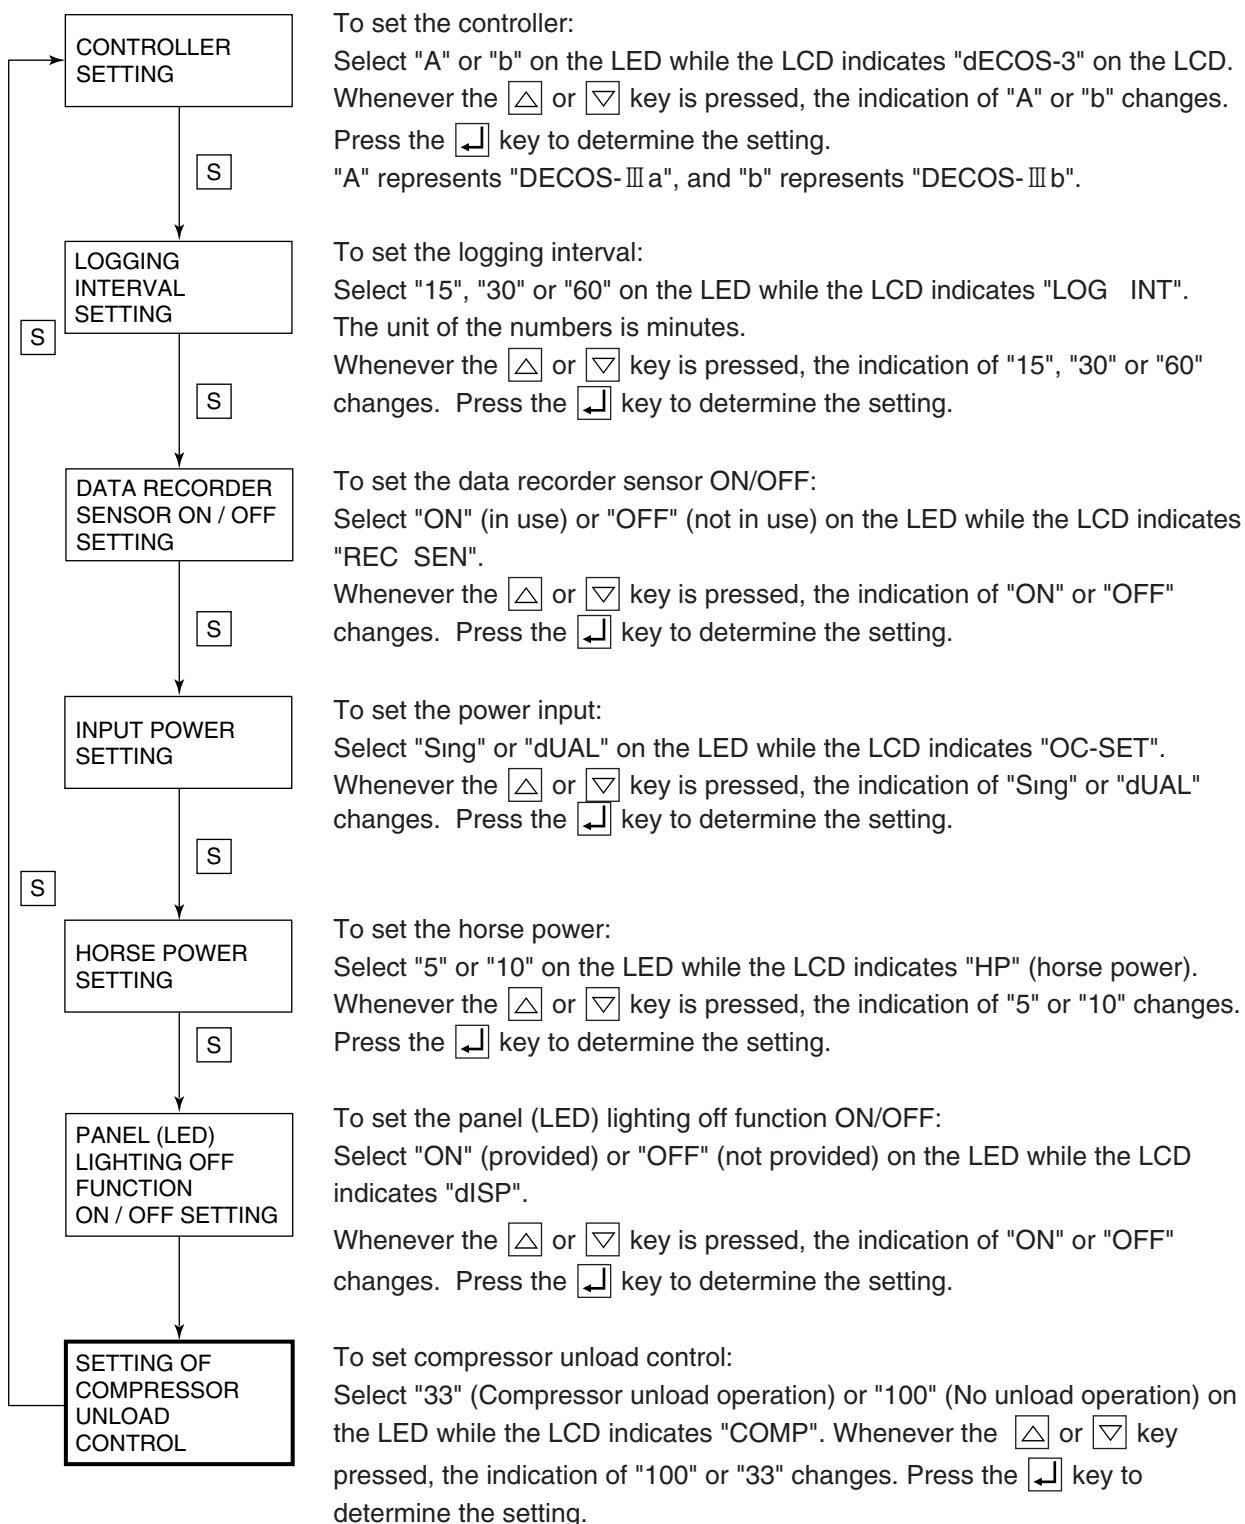 CONTROLLER
SETTING
To set the controller:
Select "A" or "b" on the LED while the LCD indicates "dECOS-3" on the LCD.
Whenever the △ or ▽ key is pressed, the indication of "A" or "b" changes.
Press the ↵ key to determine the setting.
"A" represents "DECOS-Ⅲa", and "b" represents "DECOS-Ⅲb".
S
LOGGING
INTERVAL
SETTING
To set the logging interval:
Select "15", "30" or "60" on the LED while the LCD indicates "LOG   INT".
The unit of the numbers is minutes.
Whenever the △ or ▽ key is pressed, the indication of "15", "30" or "60"
changes.  Press the ↵ key to determine the setting.
S
S
DATA RECORDER
SENSOR ON / OFF
SETTING
To set the data recorder sensor ON/OFF:
Select "ON" (in use) or "OFF" (not in use) on the LED while the LCD indicates
"REC  SEN".
Whenever the △ or ▽ key is pressed, the indication of "ON" or "OFF"
changes.  Press the ↵ key to determine the setting.
S
INPUT POWER
SETTING
To set the power input:
Select "Sıng" or "dUAL" on the LED while the LCD indicates "OC-SET".
Whenever the △ or ▽ key is pressed, the indication of "Sıng" or "dUAL"
changes.  Press the ↵ key to determine the setting.
S
S
HORSE POWER
SETTING
To set the horse power:
Select "5" or "10" on the LED while the LCD indicates "HP" (horse power).
Whenever the △ or ▽ key is pressed, the indication of "5" or "10" changes.
Press the ↵ key to determine the setting.
S
PANEL (LED)
LIGHTING OFF
FUNCTION
ON / OFF SETTING
To set the panel (LED) lighting off function ON/OFF:
Select "ON" (provided) or "OFF" (not provided) on the LED while the LCD
indicates "dISP".
Whenever the △ or ▽ key is pressed, the indication of "ON" or "OFF"
changes.  Press the ↵ key to determine the setting.
SETTING OF
COMPRESSOR
UNLOAD
CONTROL
To set compressor unload control:
Select "33" (Compressor unload operation) or "100" (No unload operation) on
the LED while the LCD indicates "COMP". Whenever the △ or ▽ key
pressed, the indication of "100" or "33" changes. Press the ↵ key to
determine the setting.